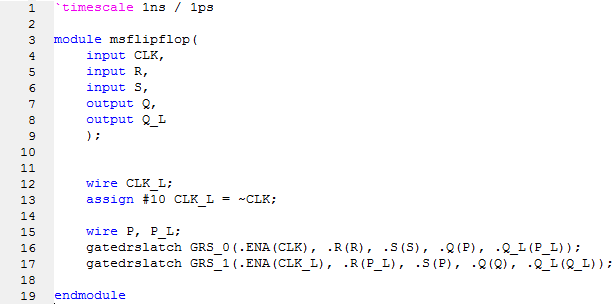 1 `timescale 1ns / 1ps
2
3 module msflipflop(
4 input CLK,
5 input R,
6 input S,
7 output Q,
8 output Q_L
9 );
10
11
12 wire CLK_L;
13 assign #10 CLK_L = ~CLK;
14
15 wire P, P_L;
16 gatedrslatch GRS_0(.ENA(CLK), .R(R), .S(S), .Q(P), .Q_L(P_L));
17 gatedrslatch GRS_1(.ENA(CLK_L), .R(P_L), .S(P), .Q(Q), .Q_L(Q_L));
18
19 endmodule